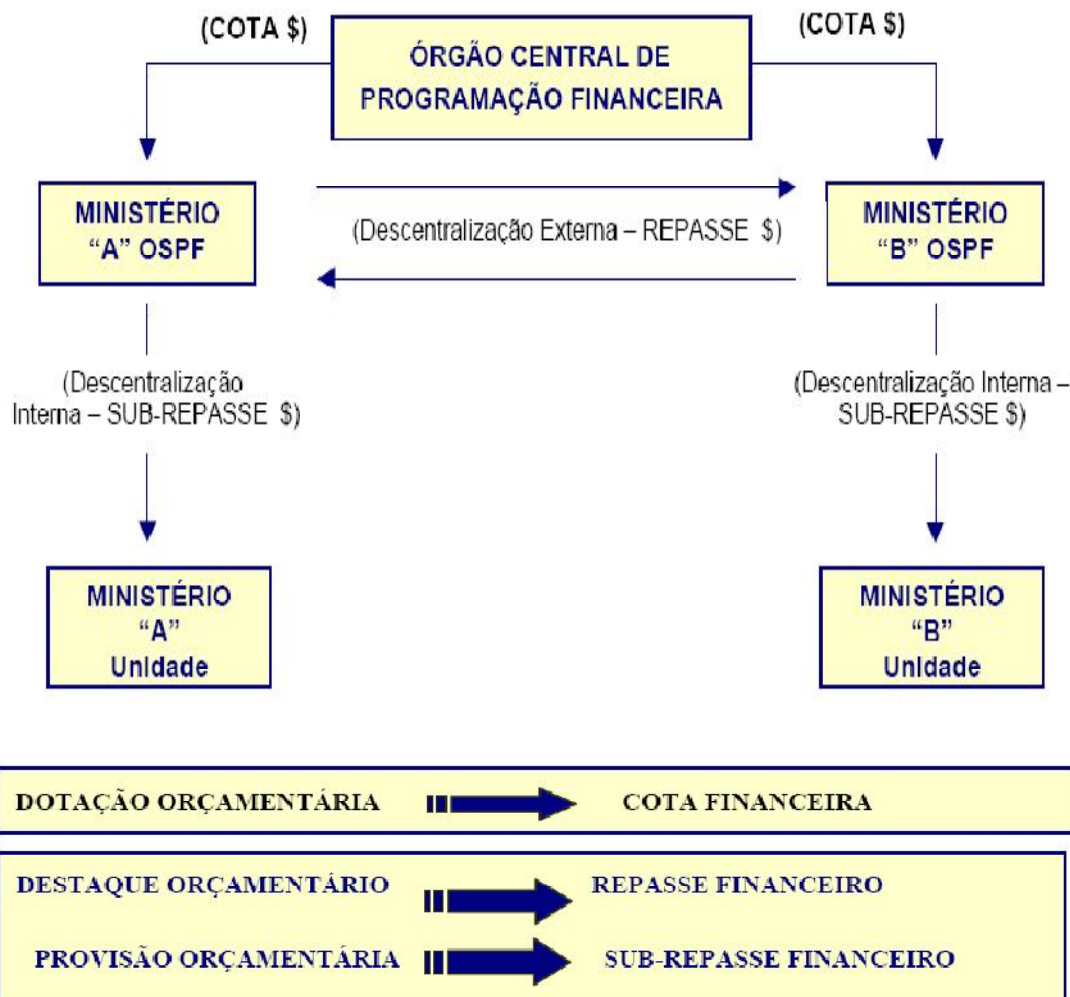 (COTA $)
(COTA $)
ÓRGÃO CENTRAL DE
PROGRAMAÇÃO FINANCEIRA
MINISTÉRIO
“A” OSPF
(Descentralização Externa – REPASSE $)
MINISTÉRIO
“B” OSPF
(Descentralização
Interna – SUB-REPASSE $)
(Descentralização Interna –
SUB-REPASSE $)
MINISTÉRIO
“A”
Unidade
MINISTÉRIO
“B”
Unidade
DOTAÇÃO ORÇAMENTÁRIA COTA FINANCEIRA
DESTAQUE ORÇAMENTÁRIO REPASSE FINANCEIRO
PROVISÃO ORÇAMENTÁRIA SUB-REPASSE FINANCEIRO